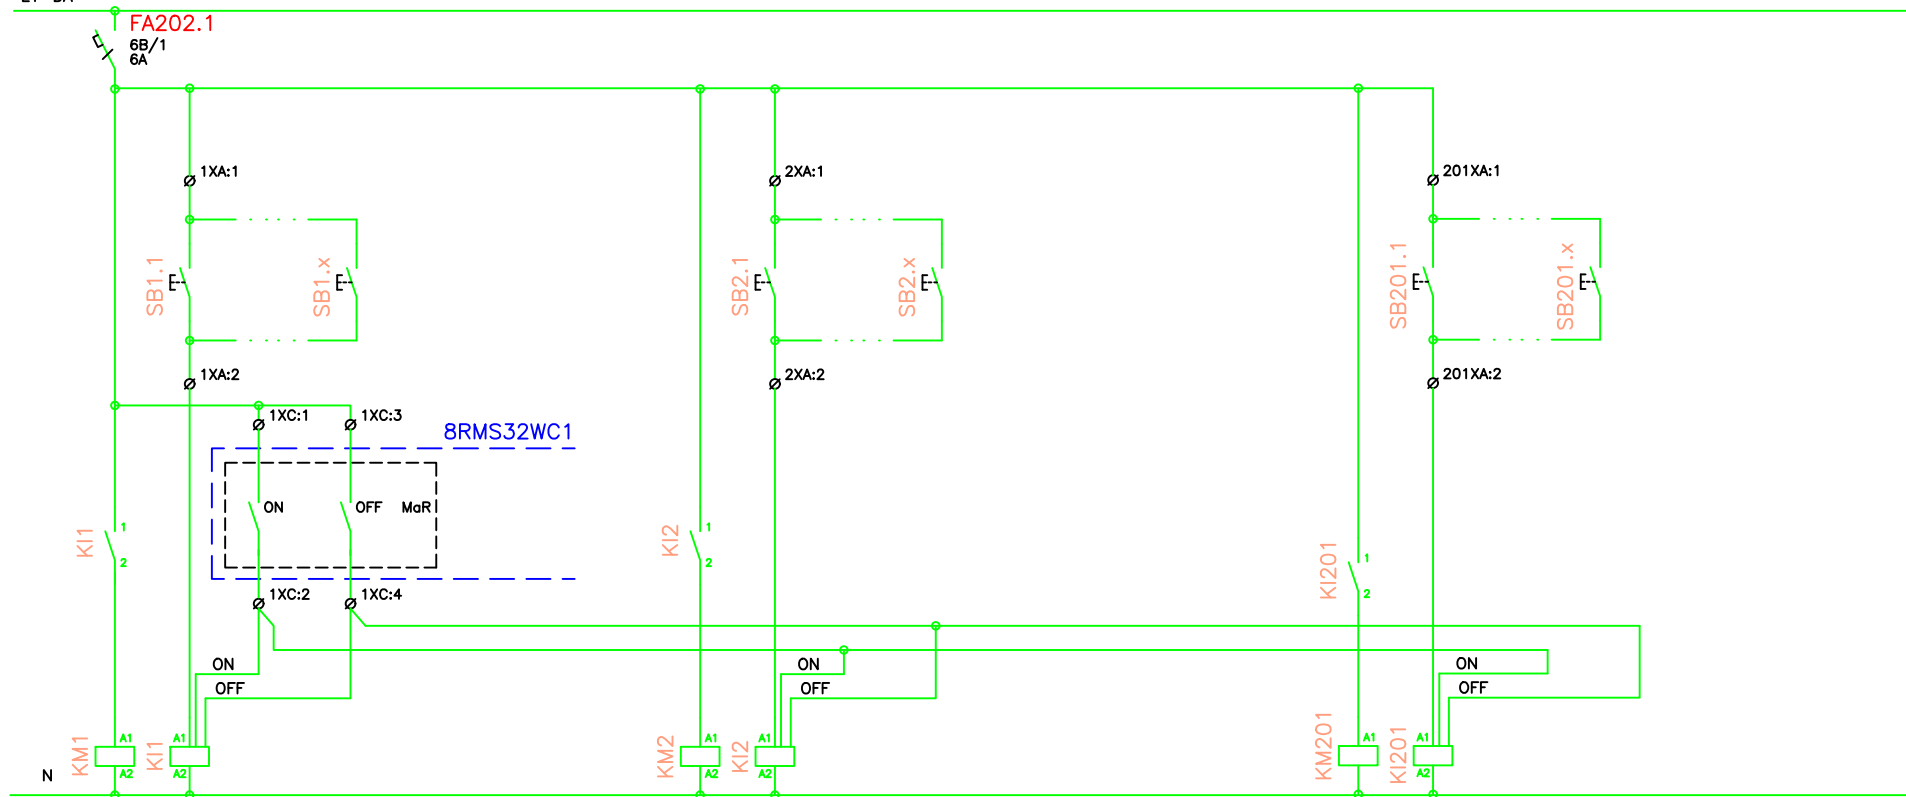 FA202.1
6B/1
6A
1XA:1
2XA:1
201XA:1
SB1.1
SB1.x
SB2.1
SB2.x
SB201.1
SB201.x
1XA:2
2XA:2
201XA:2
1XC:1
1XC:3
8RMS32WC1
ON
OFF
MaR
KI1
1
2
KI2
1
2
KI201
1
2
1XC:2
1XC:4
ON
OFF
ON
OFF
ON
OFF
KM1
A1
A2
KI1
A1
A2
KM2
A1
A2
KI2
A1
A2
KM201
A1
A2
KI201
A1
A2
N